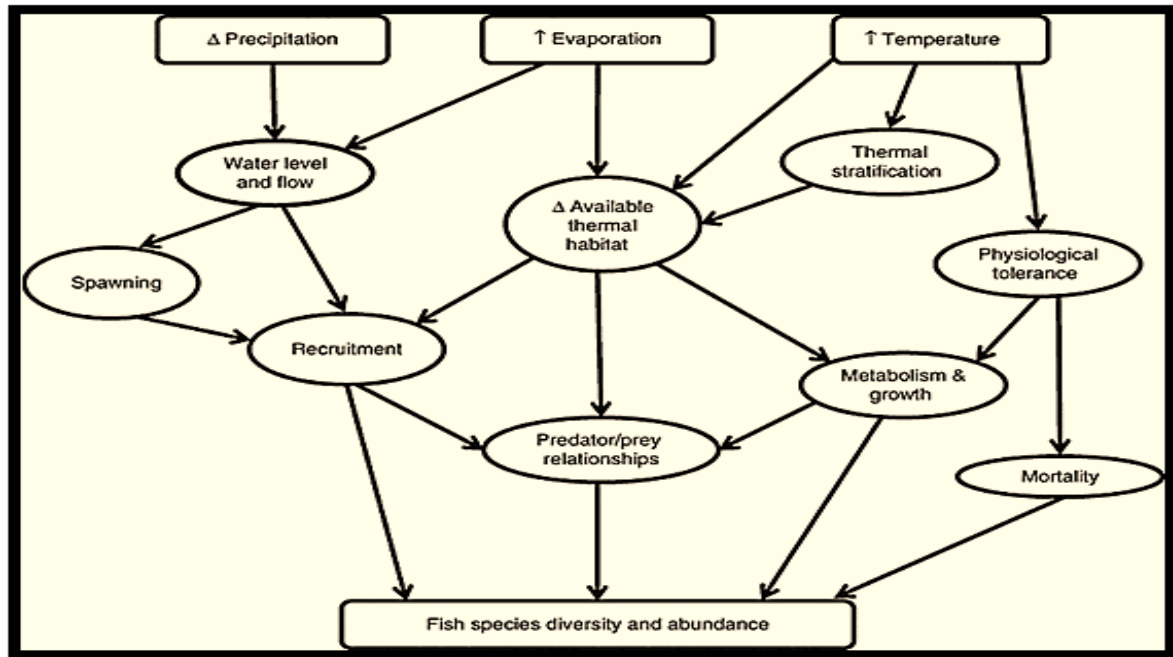 Δ Precipitation
↑ Evaporation
↑ Temperature
Water level
and flow
Thermal
stratification
Δ Available
thermal
habitat
Physiological
tolerance
Spawning
Recruitment
Metabolism &
growth
Predator/prey
relationships
Mortality
Fish species diversity and abundance